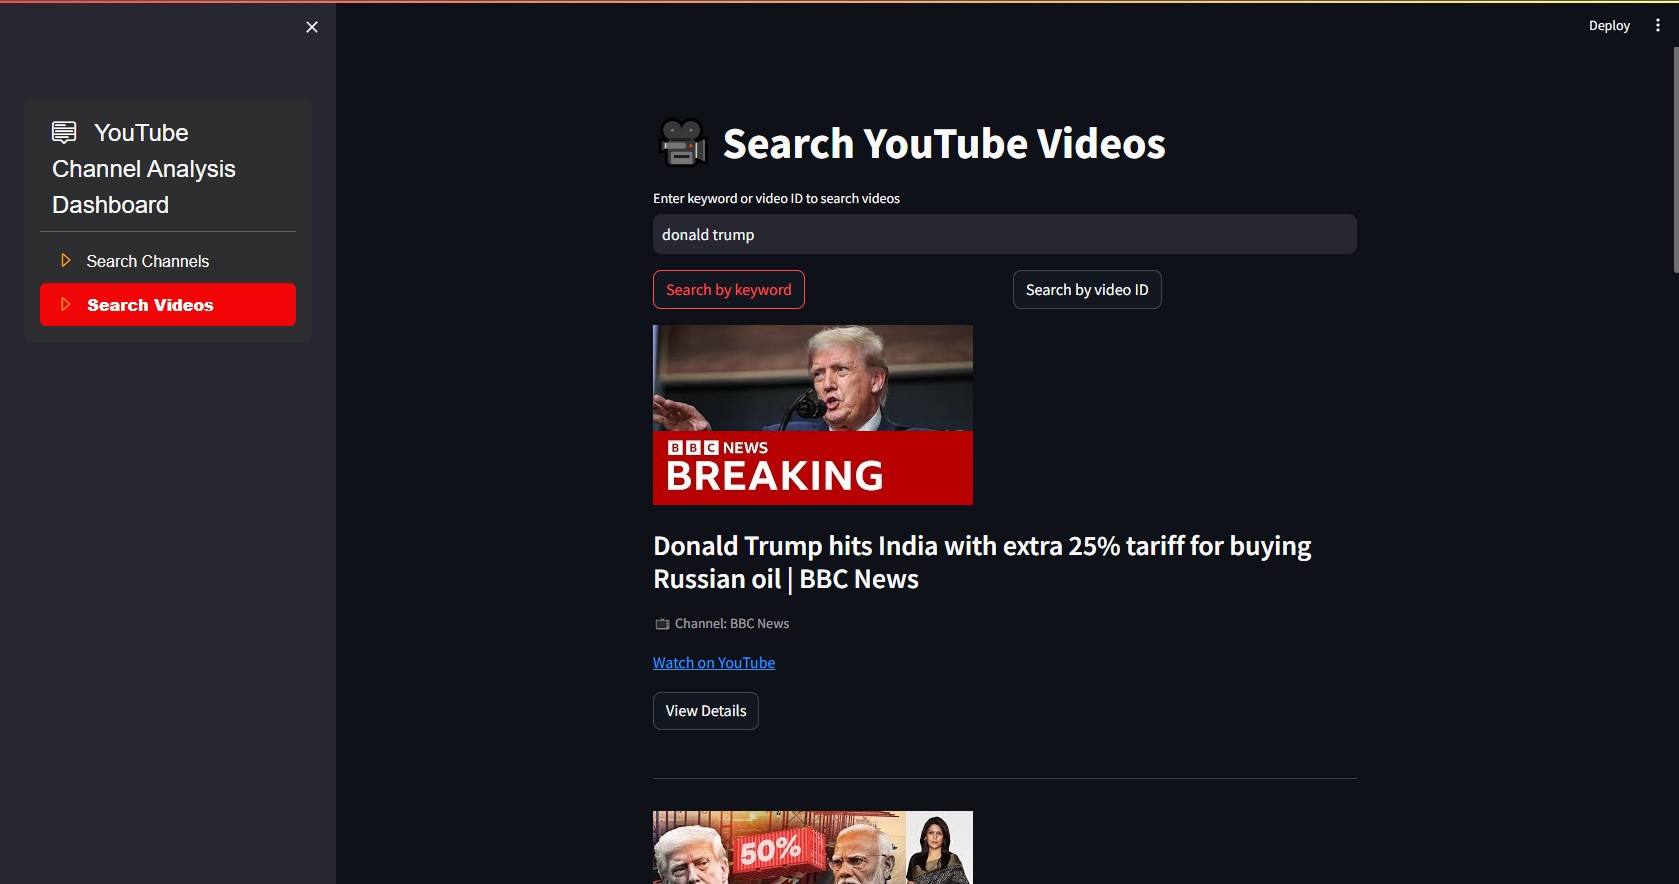 Deploy
YouTube
Channel Analysis
Dashboard
Search Channels
Search Videos
Search YouTube Videos
Enter keyword or video ID to search videos
donald trump
Search by keyword
Search by video ID
BBC NEWS
BREAKING
Donald Trump hits India with extra 25% tariff for buying
Russian oil | BBC News
Channel: BBC News
Watch on YouTube
View Details
50%